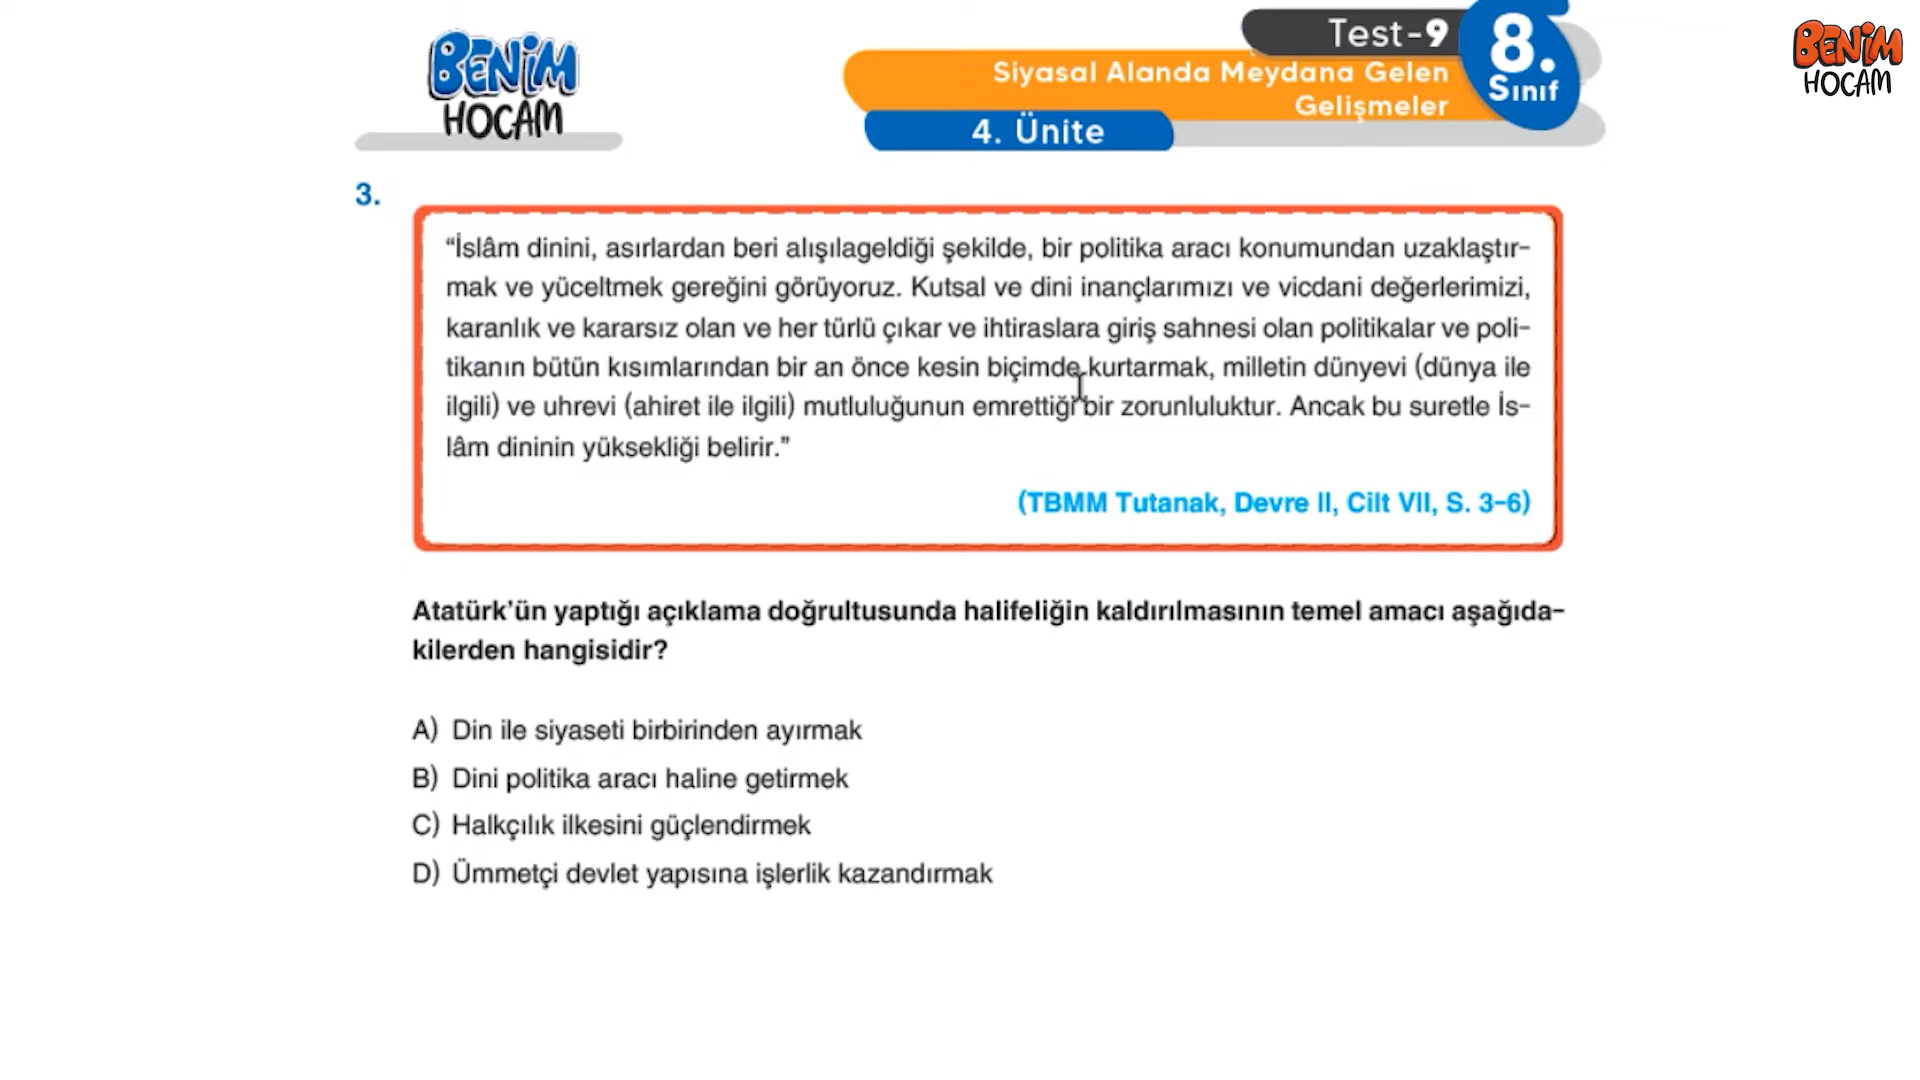 BENİM
HOCAM
Test-9
Siyasal Alanda Meydana Gelen
Gelişmeler
4. Ünite
8.
Sınıf
BENİM
HOCAM
3.
“İslâm dinini, asırlardan beri alışılageldiği şekilde, bir politika aracı konumundan uzaklaştır-
mak ve yüceltmek gereğini görüyoruz. Kutsal ve dini inançlarımızı ve vicdani değerlerimizi,
karanlık ve kararsız olan ve her türlü çıkar ve ihtiraslara giriş sahnesi olan politikalar ve poli-
tikanın bütün kısımlarından bir an önce kesin biçimde kurtarmak, milletin dünyevi (dünya ile
ilgili) ve uhrevi (ahiret ile ilgili) mutluluğunun emrettiği bir zorunluluktur. Ancak bu suretle İs-
lâm dininin yüksekliği belirir.”
(TBMM Tutanak, Devre II, Cilt VII, S. 3-6)
Atatürk’ün yaptığı açıklama doğrultusunda halifeliğin kaldırılmasının temel amacı aşağıda-
kilerden hangisidir?
A) Din ile siyaseti birbirinden ayırmak
B) Dini politika aracı haline getirmek
C) Halkçılık ilkesini güçlendirmek
D) Ümmetçi devlet yapısına işlerlik kazandırmak